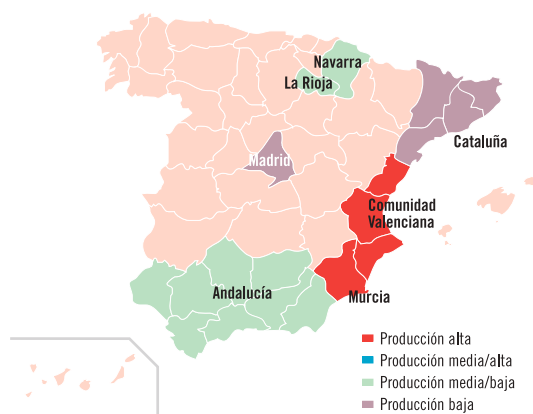 Navarra
La Rioja
Cataluña
Madrid
Comunidad
Valenciana
Andalucía
Murcia
Producción alta
Producción media/alta
Producción media/baja
Producción baja